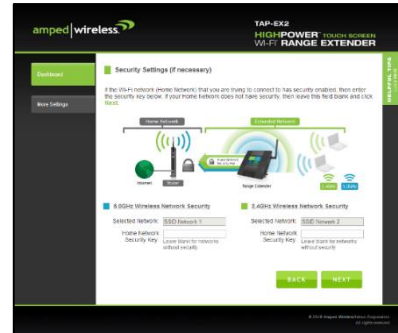 amped wireless
TAP-EX2
HIGHPOWER TOUCH SCREEN
WI-FI RANGE EXTENDER
Dashboard
More Settings
HELPFUL TIPS
Security Settings (if necessary)
If the Wi-Fi network (Home Network) that you are trying to connect to has security enabled, then enter
the security key below. If your Home Network does not have security, then leave this field blank and click
Next.
Home Network
Extended Network
Internet
Router
Range Extender
2.4GHz
5.0GHz
5.0GHz Wireless Network Security
Selected Network:
SSID Network 1
Home Network
Security Key
Leave blank for networks
without security
2.4GHz Wireless Network Security
Selected Network:
SSID Network 2
Home Network
Security Key
Leave blank for networks
without security
BACK
NEXT
All rights reserved